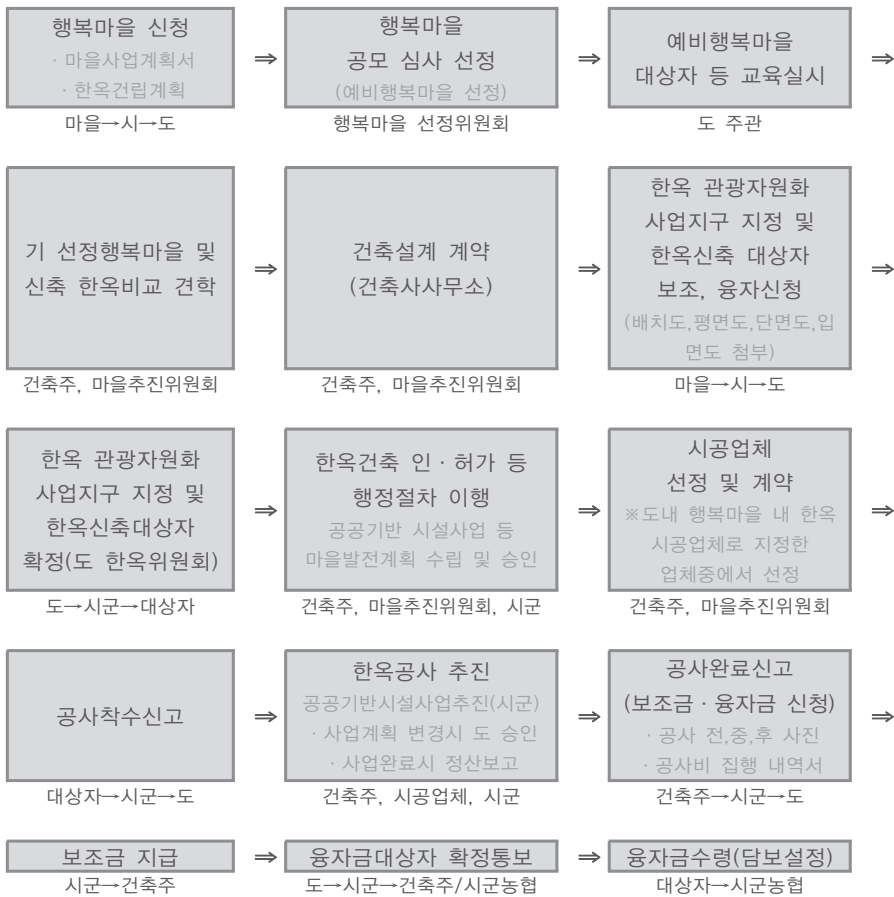 행복마을 신청
· 마을사업계획서
· 한옥건립계획
마을→시→도
⇒
행복마을
공모 심사 선정
(예비행복마을 선정)
행복마을 선정위원회
⇒
예비행복마을
대상자 등 교육실시
도 주관
⇒
기 선정행복마을 및
신축 한옥비교 견학
건축주, 마을추진위원회
⇒
건축설계 계약
(건축사사무소)
건축주, 마을추진위원회
⇒
한옥 관광자원화
사업지구 지정 및
한옥신축 대상자
보조, 융자신청
(배치도,평면도,단면도,입
면도 첨부)
마을→시→도
⇒
한옥 관광자원화
사업지구 지정 및
한옥신축대상자
확정(도 한옥위원회)
도→시군→대상자
⇒
한옥건축 인·허가 등
행정절차 이행
공공기반 시설사업 등
마을발전계획 수립 및 승인
건축주, 마을추진위원회, 시군
⇒
시공업체
선정 및 계약
※도내 행복마을 내 한옥
시공업체로 지정한
업체중에서 선정
건축주, 마을추진위원회
⇒
공사착수신고
대상자→시군→도
⇒
한옥공사 추진
공공기반시설사업추진(시군)
· 사업계획 변경시 도 승인
· 사업완료시 정산보고
건축주, 시공업체, 시군
⇒
공사완료신고
(보조금·융자금 신청)
· 공사 전,중,후 사진
· 공사비 집행 내역서
건축주→시군→도
⇒
보조금 지급
시군→건축주
⇒
융자금대상자 확정통보
도→시군→건축주/시군농협
⇒
융자금수령(담보설정)
대상자→시군농협